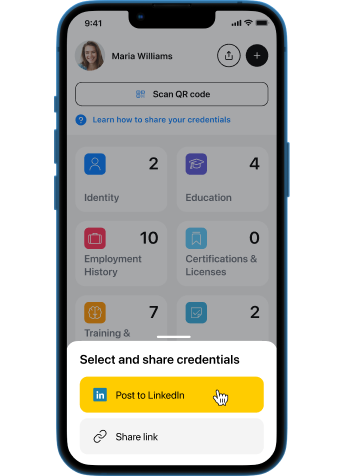 9:41
Maria Williams
Scan QR code
Learn how to share your credentials
2
4
Identity
Education
10
0
Employment
History
Certifications &
Licenses
7
2
Training &
Select and share credentials
in
Post to LinkedIn
Share link